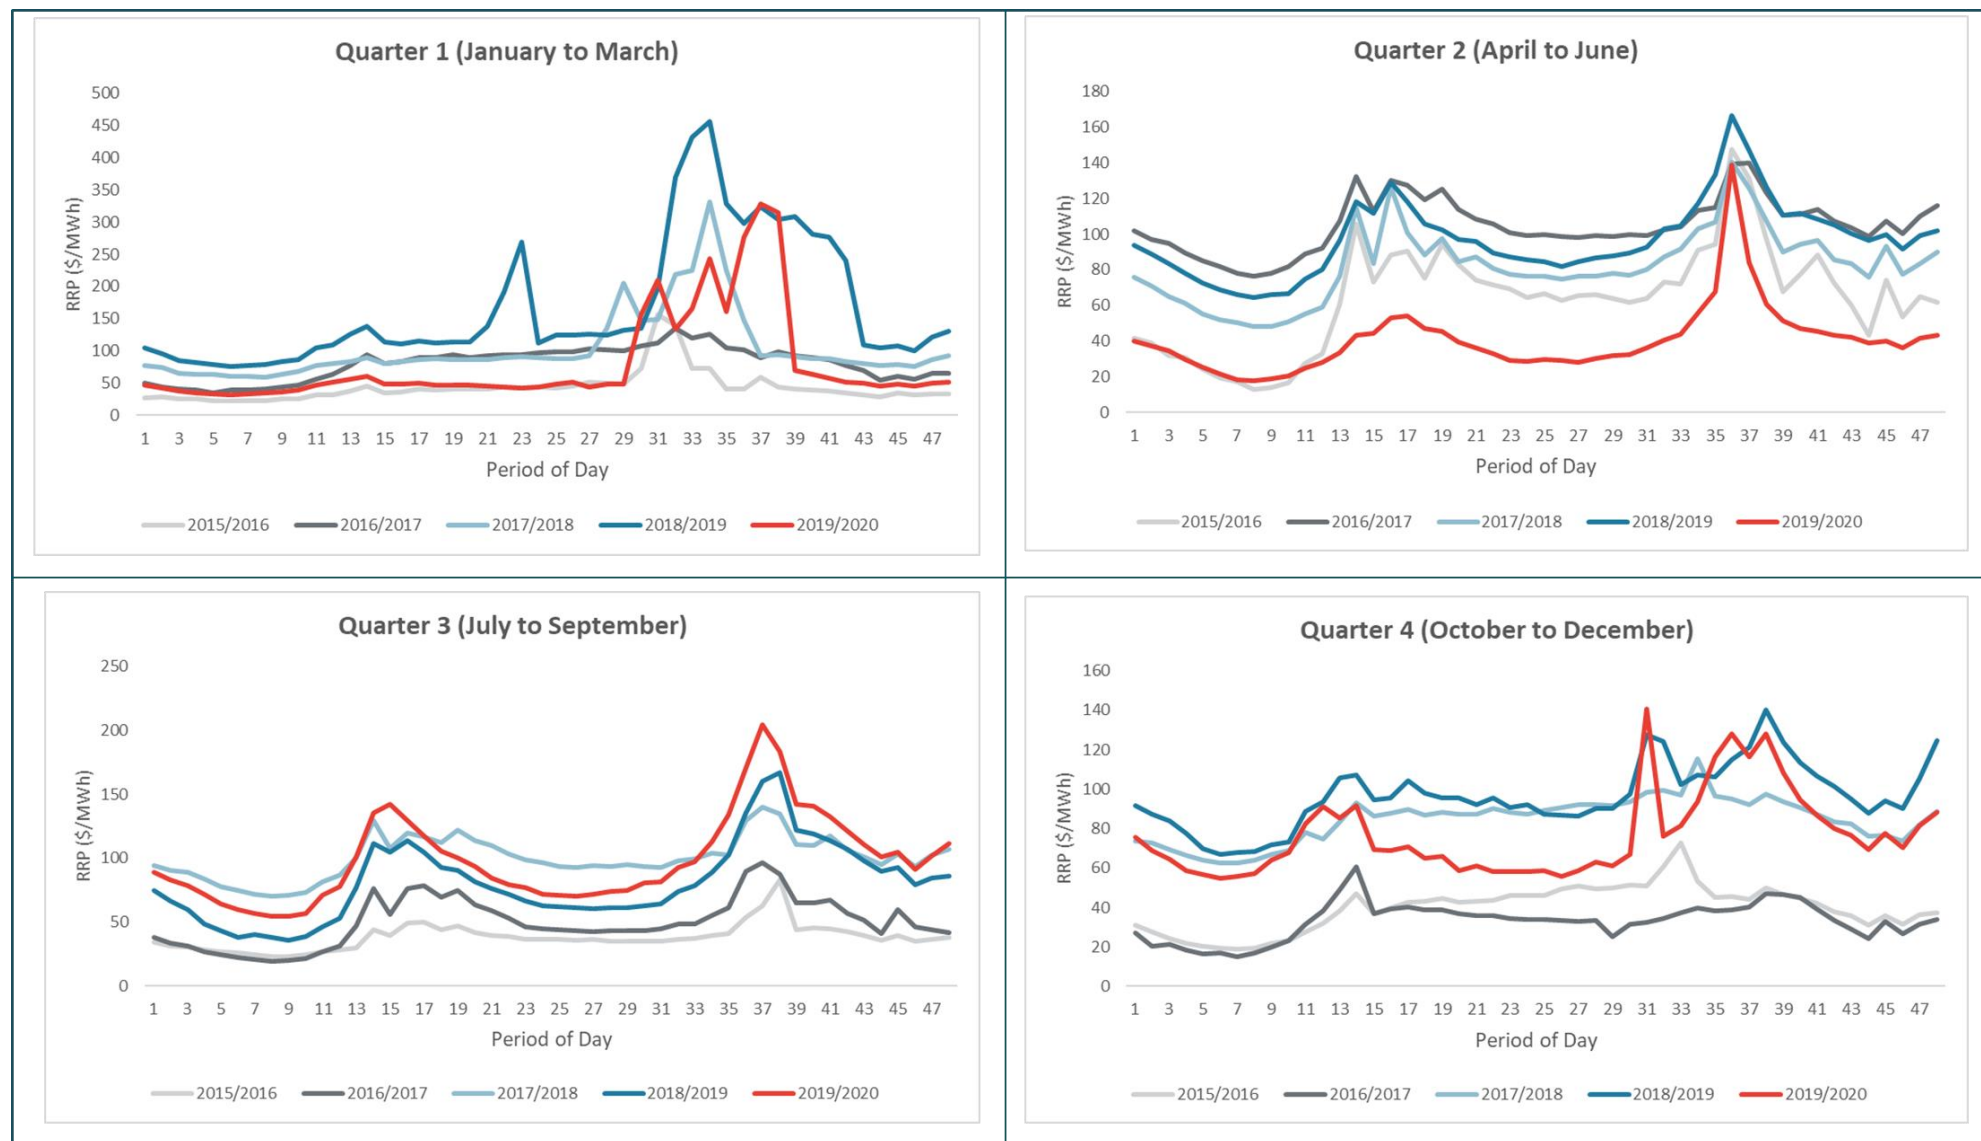 Quarter 1 (January to March)
500
450
400
350
300
250
200
150
100
50
0
RRP ($/MWh)
1 3 5 7 9 11 13 15 17 19 21 23 25 27 29 31 33 35 37 39 41 43 45 47
Period of Day
2015/2016 2016/2017 2017/2018 2018/2019 2019/2020
Quarter 2 (April to June)
180
160
140
120
100
80
60
40
20
0
RRP ($/MWh)
1 3 5 7 9 11 13 15 17 19 21 23 25 27 29 31 33 35 37 39 41 43 45 47
Period of Day
2015/2016 2016/2017 2017/2018 2018/2019 2019/2020
Quarter 3 (July to September)
250
200
150
100
50
0
RRP ($/MWh)
1 3 5 7 9 11 13 15 17 19 21 23 25 27 29 31 33 35 37 39 41 43 45 47
Period of Day
2015/2016 2016/2017 2017/2018 2018/2019 2019/2020
Quarter 4 (October to December)
160
140
120
100
80
60
40
20
0
RRP ($/MWh)
1 3 5 7 9 11 13 15 17 19 21 23 25 27 29 31 33 35 37 39 41 43 45 47
Period of Day
2015/2016 2016/2017 2017/2018 2018/2019 2019/2020